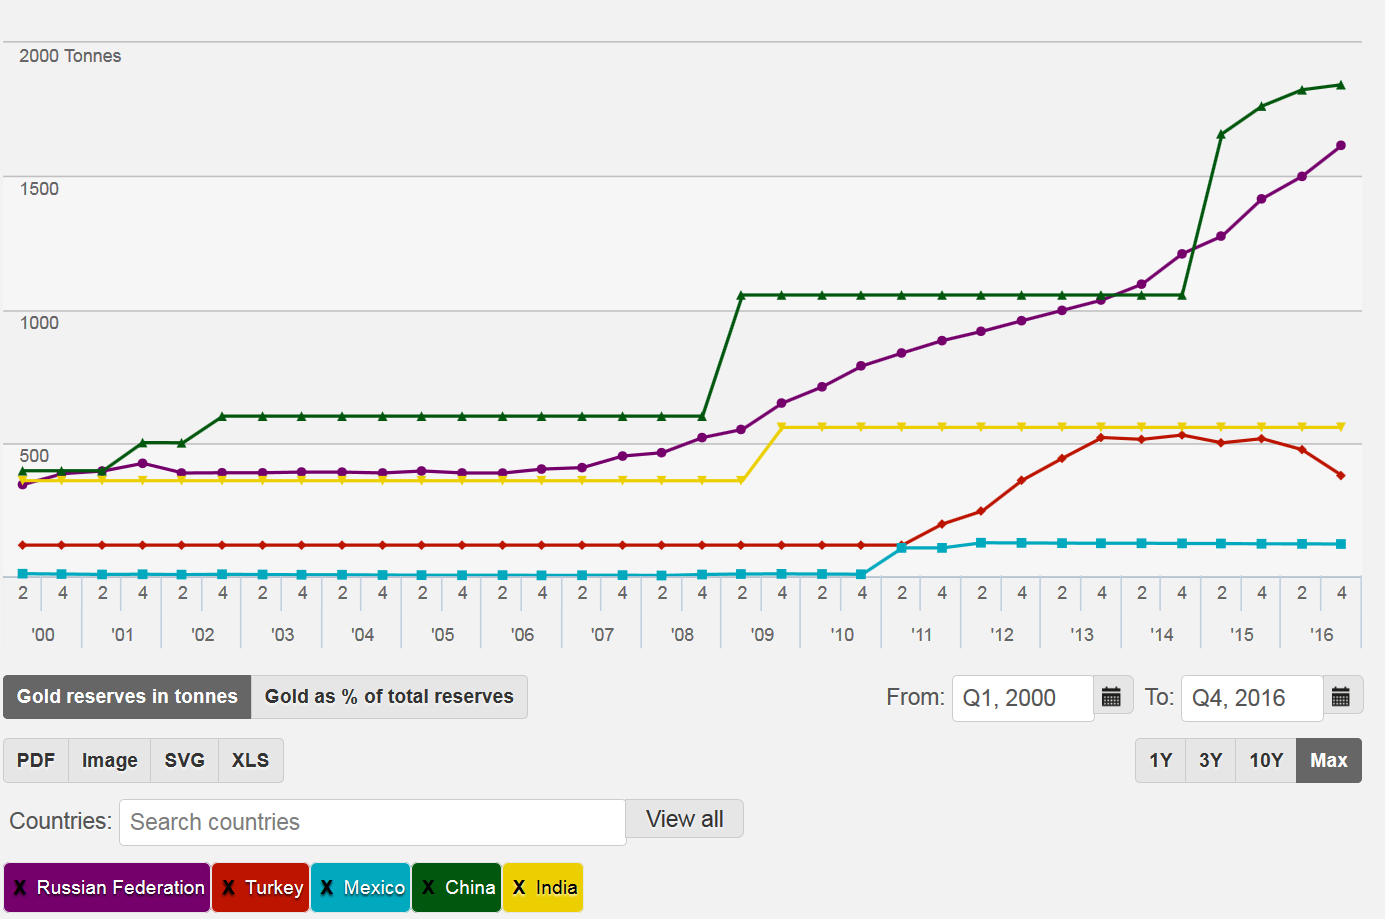 2000 Tonnes
1500
1000
500
2 4 2 4 2 4 2 4 2 4 2 4 2 4 2 4 2 4 2 4 2 4 2 4 2 4 2 4 2 4 2 4 2 4
'00 '01 '02 '03 '04 '05 '06 '07 '08 '09 '10 '11 '12 '13 '14 '15 '16
Gold reserves in tonnes Gold as % of total reserves From: Q1, 2000 To: Q4, 2016
PDF Image SVG XLS 1Y 3Y 10Y Max
Countries: Search countries View all
X Russian Federation X Turkey X Mexico X China X India